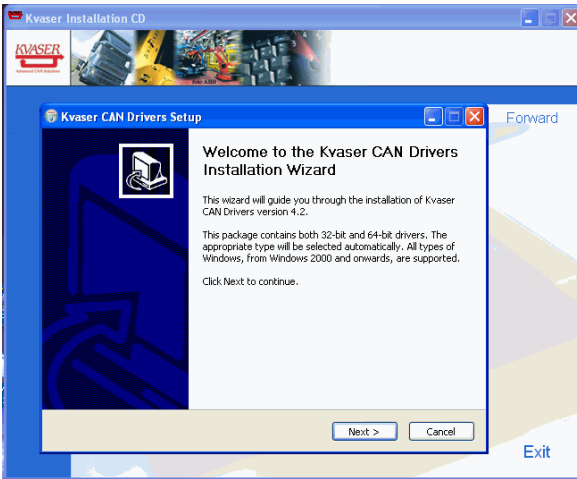 Kvaser Installation CD
KVASER
Advanced CAN Solutions
Foto ABB
Forward
Kvaser CAN Drivers Setup
Welcome to the Kvaser CAN Drivers
Installation Wizard
This wizard will guide you through the installation of Kvaser
CAN Drivers version 4.2.
This package contains both 32-bit and 64-bit drivers. The
appropriate type will be selected automatically. All types of
Windows, from Windows 2000 and onwards, are supported.
Click Next to continue.
Next >
Cancel
Exit